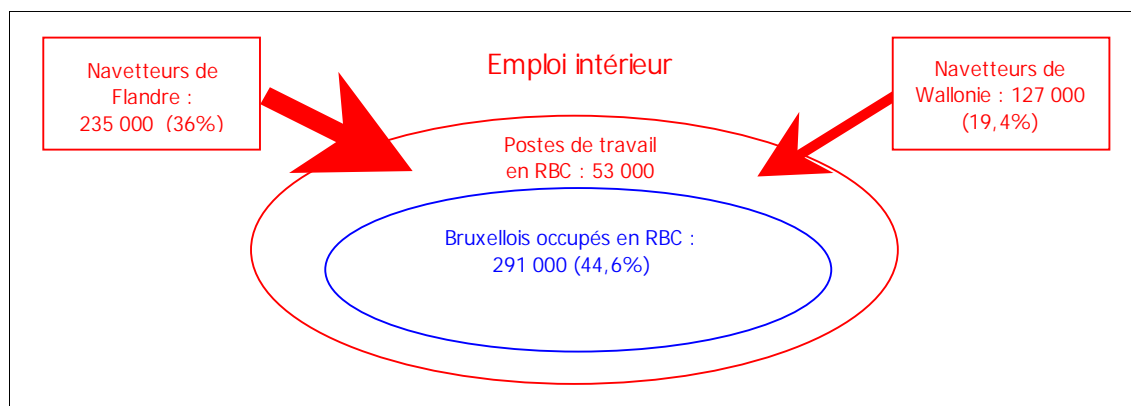 Emploi intérieur
Navetteurs de
Flandre :
235 000 (36%)
Navetteurs de
Wallonie : 127 000
(19,4%)
Postes de travail
en RBC : 53 000
Bruxellois occupés en RBC :
291 000 (44,6%)